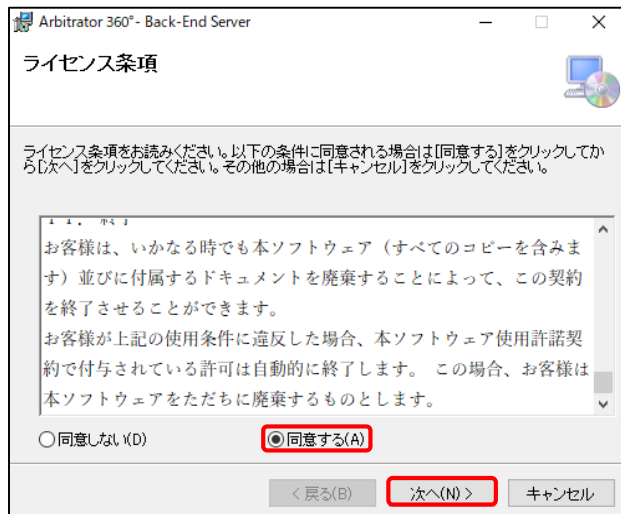 Arbitrator 360°- Back-End Server
ライセンス条項
ライセンス条項をお読みください。以下の条件に同意される場合は[同意する]をクリックしてか
ら[次へ]をクリックしてください。その他の場合は[キャンセル]をクリックしてください。
お客様は、いかなる時でも本ソフトウェア（すべてのコピーを含みま
す）並びに付属するドキュメントを廃棄することによって、この契約
を終了させることができます。
お客様が上記の使用条件に違反した場合、本ソフトウェア使用許諾契
約で付与されている許可は自動的に終了します。 この場合、お客様は
本ソフトウェアをただちに廃棄するものとします。
同意しない(D) 同意する(A)
< 戻る(B) 次へ(N) > キャンセル